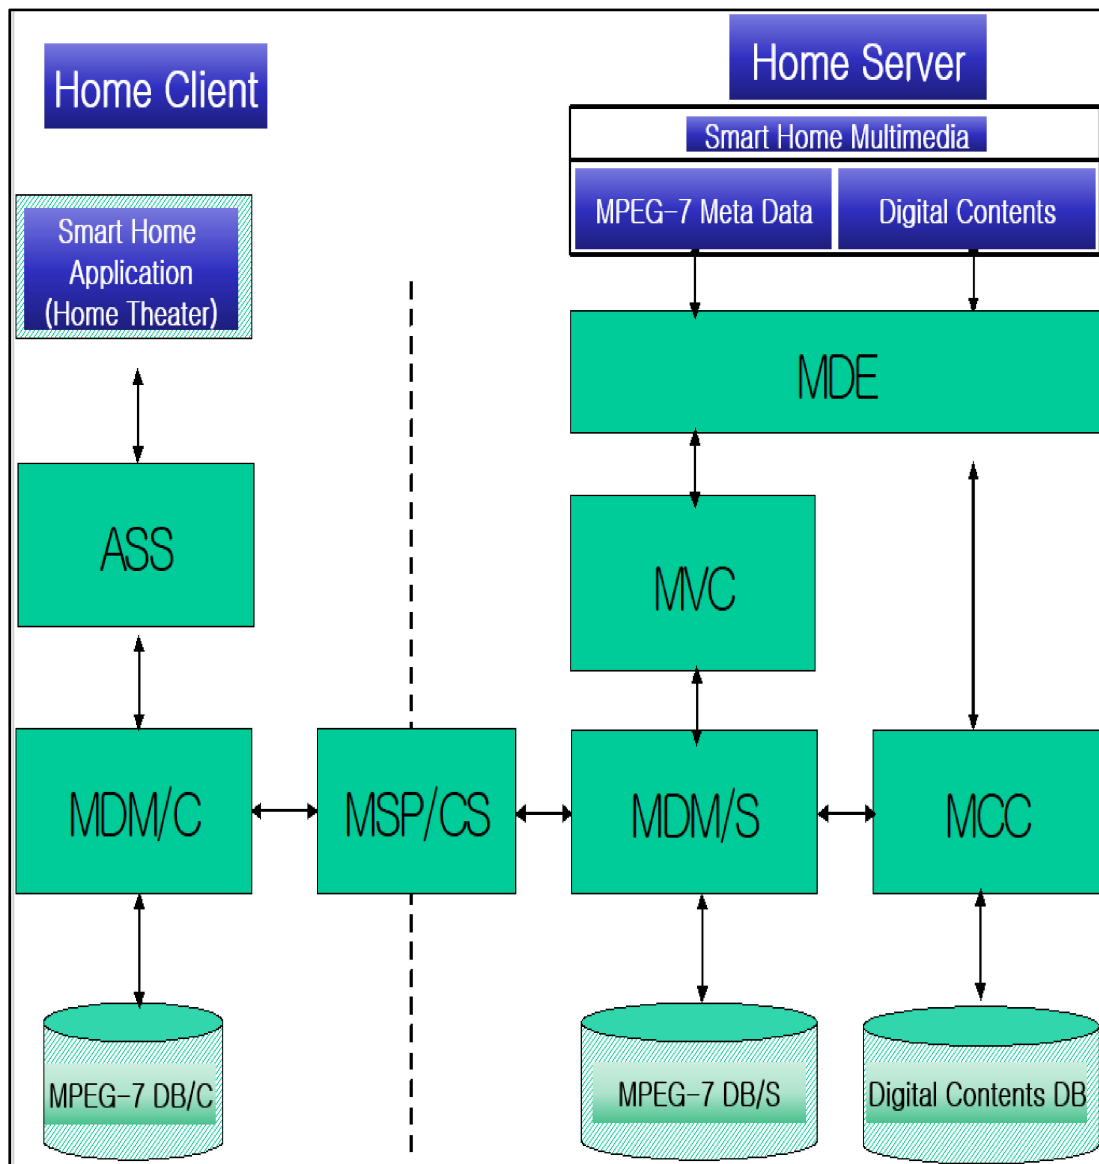 Home Client
Home Server
Smart Home Multimedia
MPEG-7 Meta Data
Digital Contents
Smart Home
Application
(Home Theater)
MDE
ASS
MVC
MDM/C
MSP/CS
MDM/S
MCC
MPEG-7 DB/C
MPEG-7 DB/S
Digital Contents DB